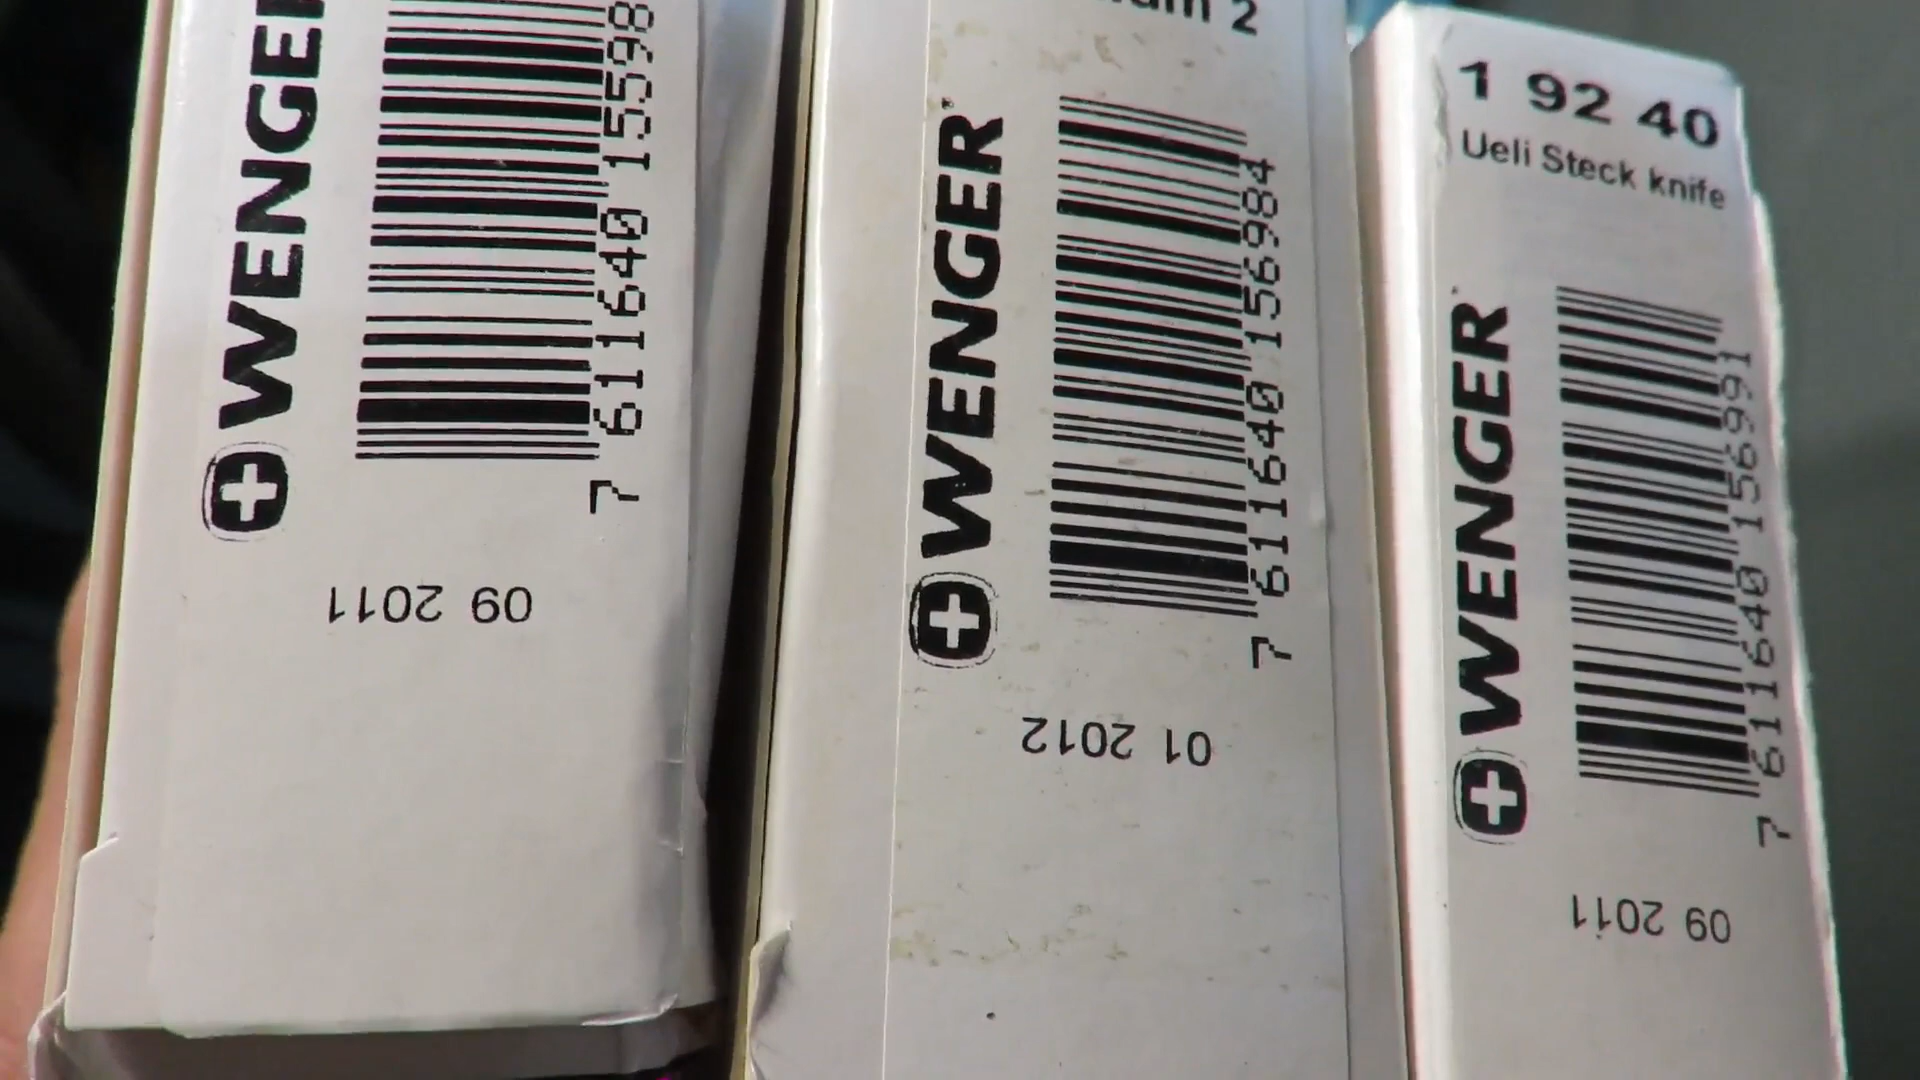 WENGER
7 611640 15598
09 2011
2
WENGER
7 611640 156984
01 2012
1 92 40
Ueli Steck knife
WENGER
7 611640 156991
09 2011